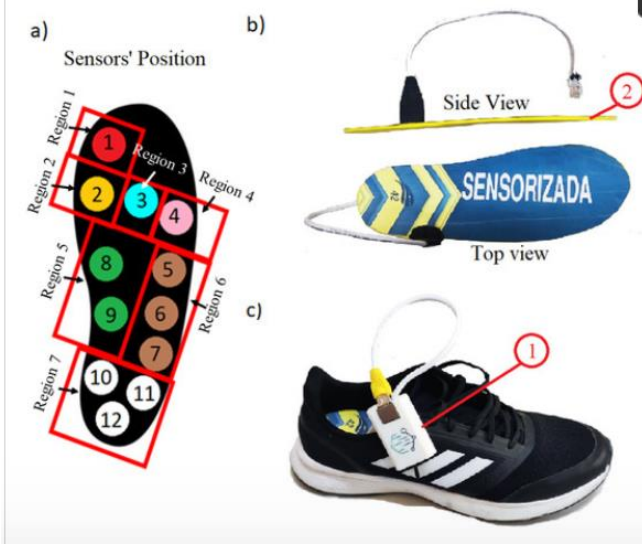 a)
Sensors' Position
Region 1
Region 2
Region 3
Region 4
Region 5
Region 6
Region 7
1
2
3
4
8
5
9
6
7
10
11
12
b)
Side View
2
SENSORIZADA
42
Top view
c)
1